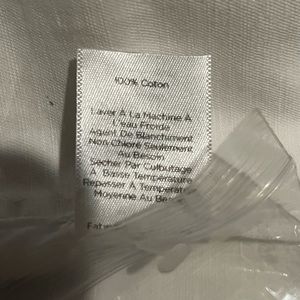 100% Cotton
Laver À La Machine À
L'eau Froide
Agent De Blanchiment
Non Chloré Seulement
Au Besoin
Sécher Par Culbutage
À Basse Température
Repasser À Température
Moyenne Au Besoin